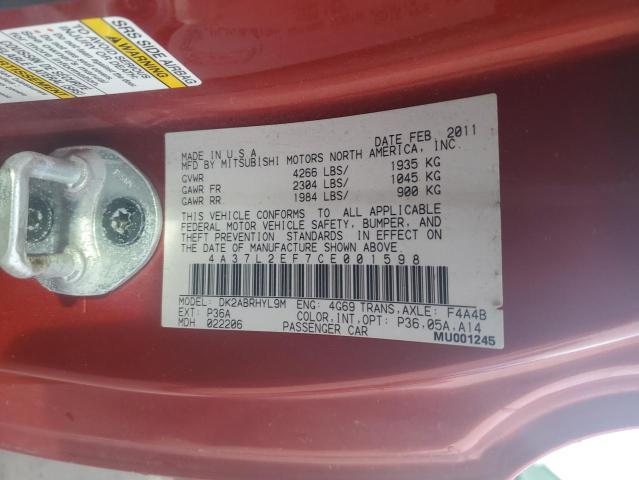 SRS SIDE AIRBAG
WARNING
TO AVOID SERIOUS
MADE IN U.S.A
DATE FEB 2011
MFD BY MITSUBISHI MOTORS NORTH AMERICA, INC.
GVWR 4266 LBS/ 1935 KG
GAWR FR 2304 LBS/ 1045 KG
GAWR RR 1984 LBS/ 900 KG
THIS VEHICLE CONFORMS TO ALL APPLICABLE
FEDERAL MOTOR VEHICLE SAFETY, BUMPER, AND
THEFT PREVENTION STANDARDS IN EFFECT ON
THE DATE OF MANUFACTURE SHOWN ABOVE.
4A37L2EF7CE001598
MODEL: DK2ABRHYL9M ENG: 4G69 TRANS,AXLE: F4A4B
EXT: P36A COLOR,INT,OPT: P36,05A,A14
MDH 022206 PASSENGER CAR
MU001245